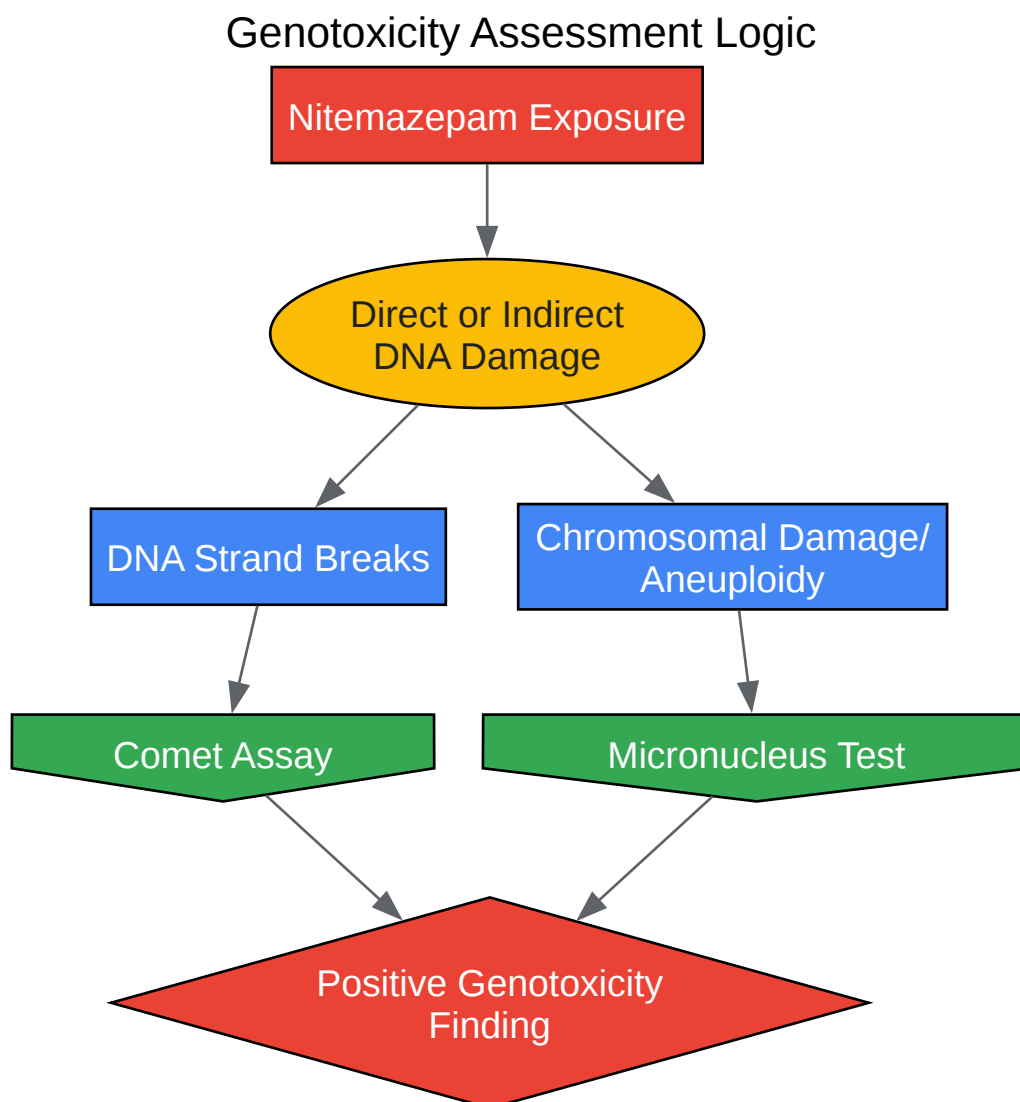 Genotoxicity Assessment Logic
Nitemazepam Exposure
Direct or Indirect
DNA Damage
DNA Strand Breaks
Chromosomal Damage/
Aneuploidy
Comet Assay
Micronucleus Test
Positive Genotoxicity
Finding